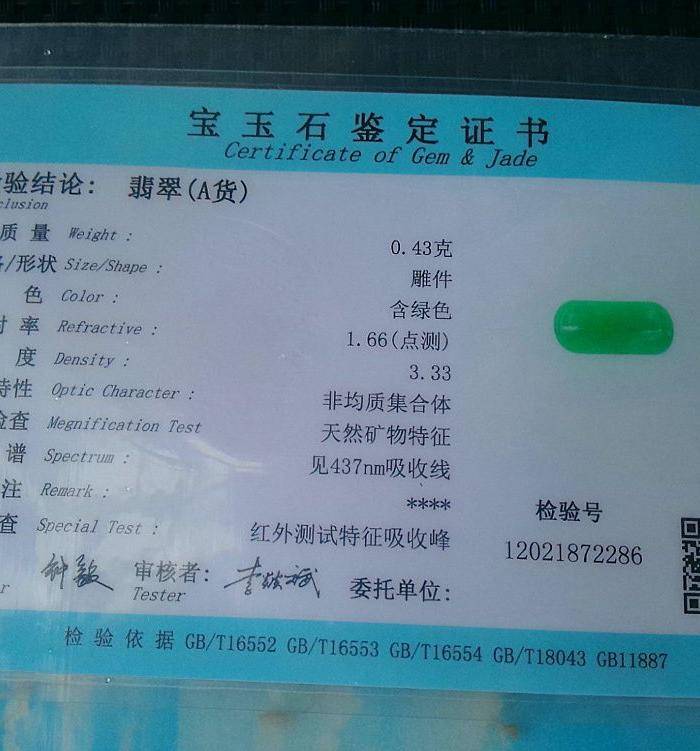 宝玉石鉴定证书
Certificate of Gem & Jade
验结论: 翡翠(A货)
clusion
质量 Weight : 0.43克
/形状 Size/Shape : 雕件
色 Color : 含绿色
射率 Refractive : 1.66(点测)
度 Density : 3.33
特性 Optic Character : 非均质集合体
检查 Megnification Test 天然矿物特征
谱 Spectrum : 见437nm吸收线
注 Remark : ****
查 Special Test : 红外测试特征吸收峰
检验号
12021872286
r 审核者: 委托单位:
Tester
检验依据 GB/T16552 GB/T16553 GB/T16554 GB/T18043 GB11887